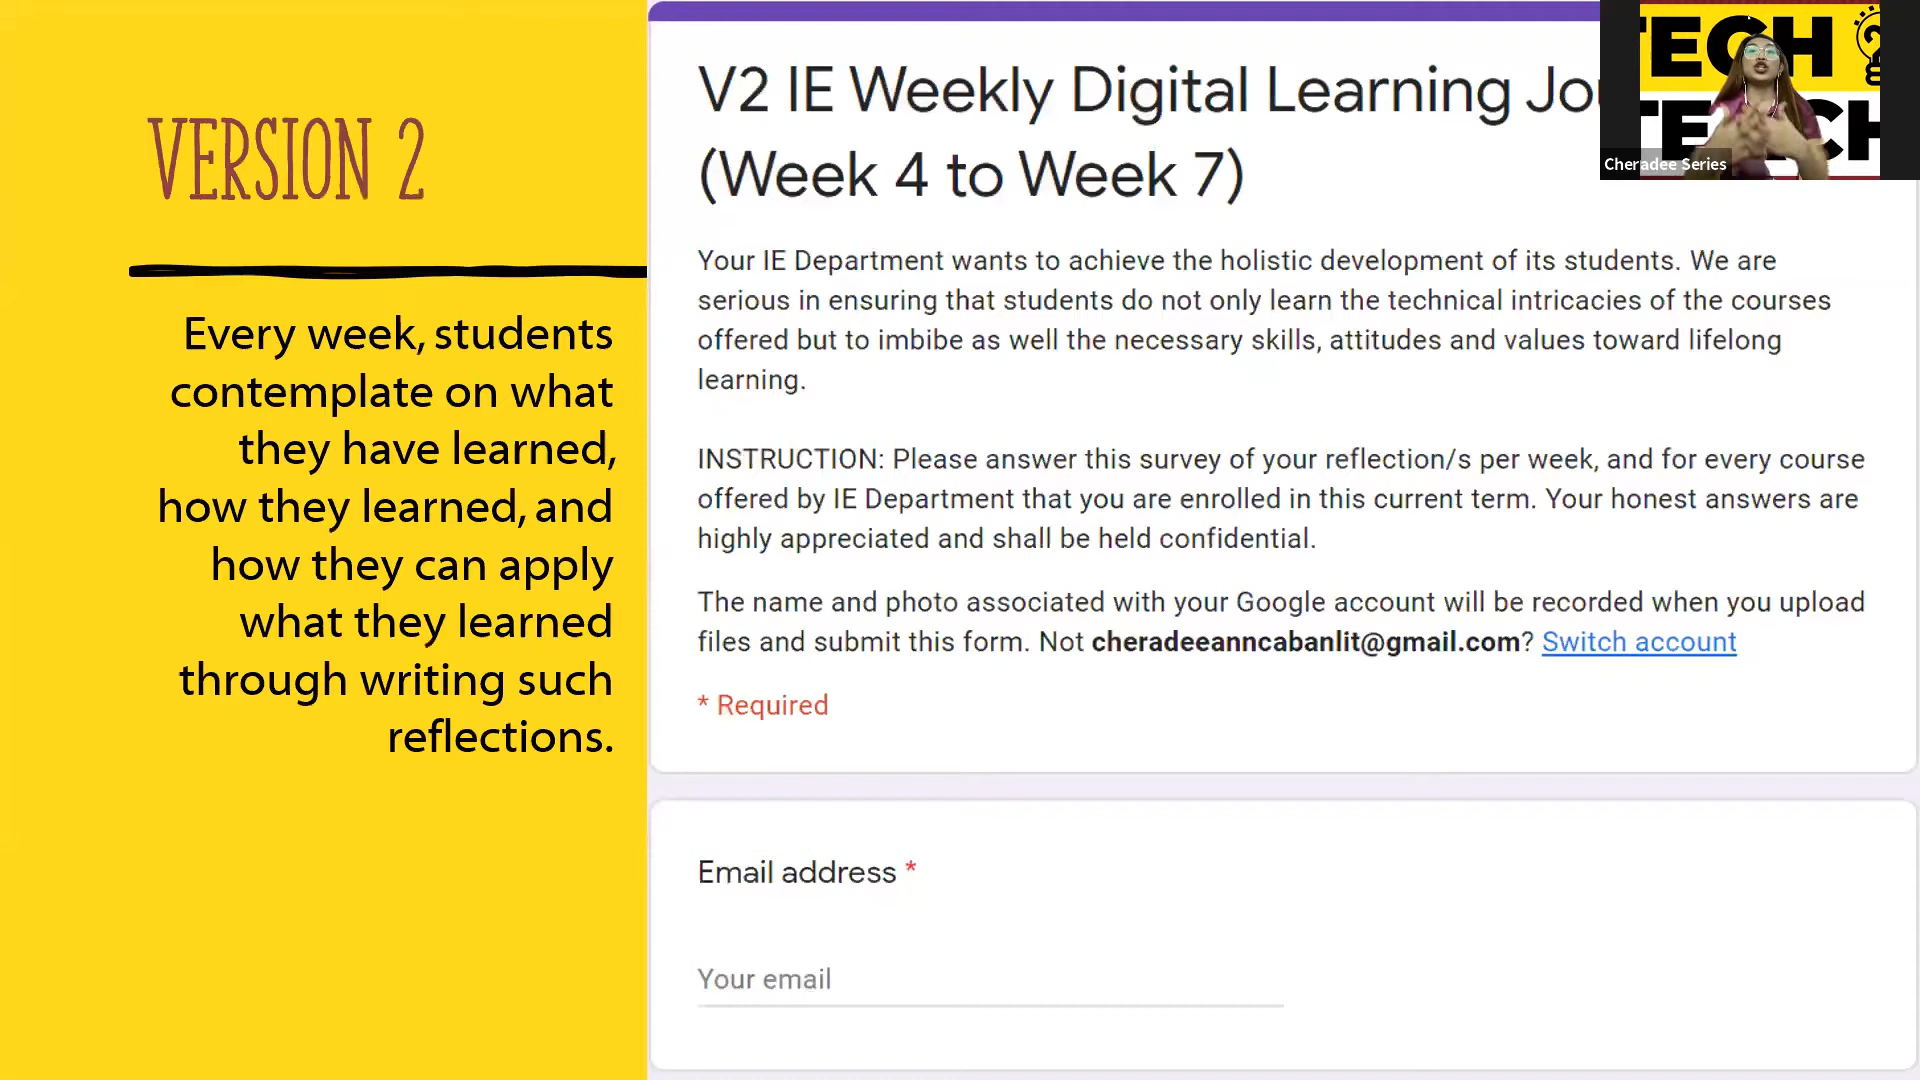 VERSION 2
Every week, students
contemplate on what
they have learned,
how they learned, and
how they can apply
what they learned
through writing such
reflections.
V2 IE Weekly Digital Learning
(Week 4 to Week 7)
Your IE Department wants to achieve the holistic development of its students. We are
serious in ensuring that students do not only learn the technical intricacies of the courses
offered but to imbibe as well the necessary skills, attitudes and values toward lifelong
learning.
INSTRUCTION: Please answer this survey of your reflection/s per week, and for every course
offered by IE Department that you are enrolled in this current term. Your honest answers are
highly appreciated and shall be held confidential.
The name and photo associated with your Google account will be recorded when you upload
files and submit this form. Not cheradeeanncabanlit@gmail.com? Switch account
* Required
Email address *
Your email
Cheradee Series